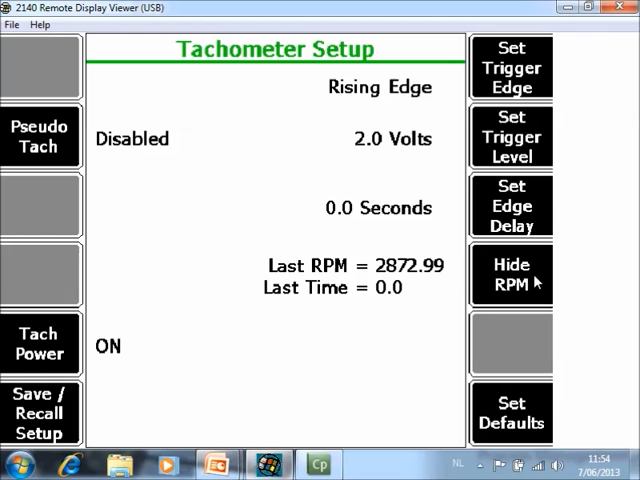 2140 Remote Display Viewer (USB)
File Help
Tachometer Setup
Pseudo
Tach
Tach
Power
Save /
Recall
Setup
Rising Edge
Disabled 2.0 Volts
0.0 Seconds
Last RPM = 2872.99
Last Time = 0.0
ON
Set
Trigger
Edge
Set
Trigger
Level
Set
Edge
Delay
Hide
RPM
Set
Defaults
Cp
NL
11:54
7/06/2013